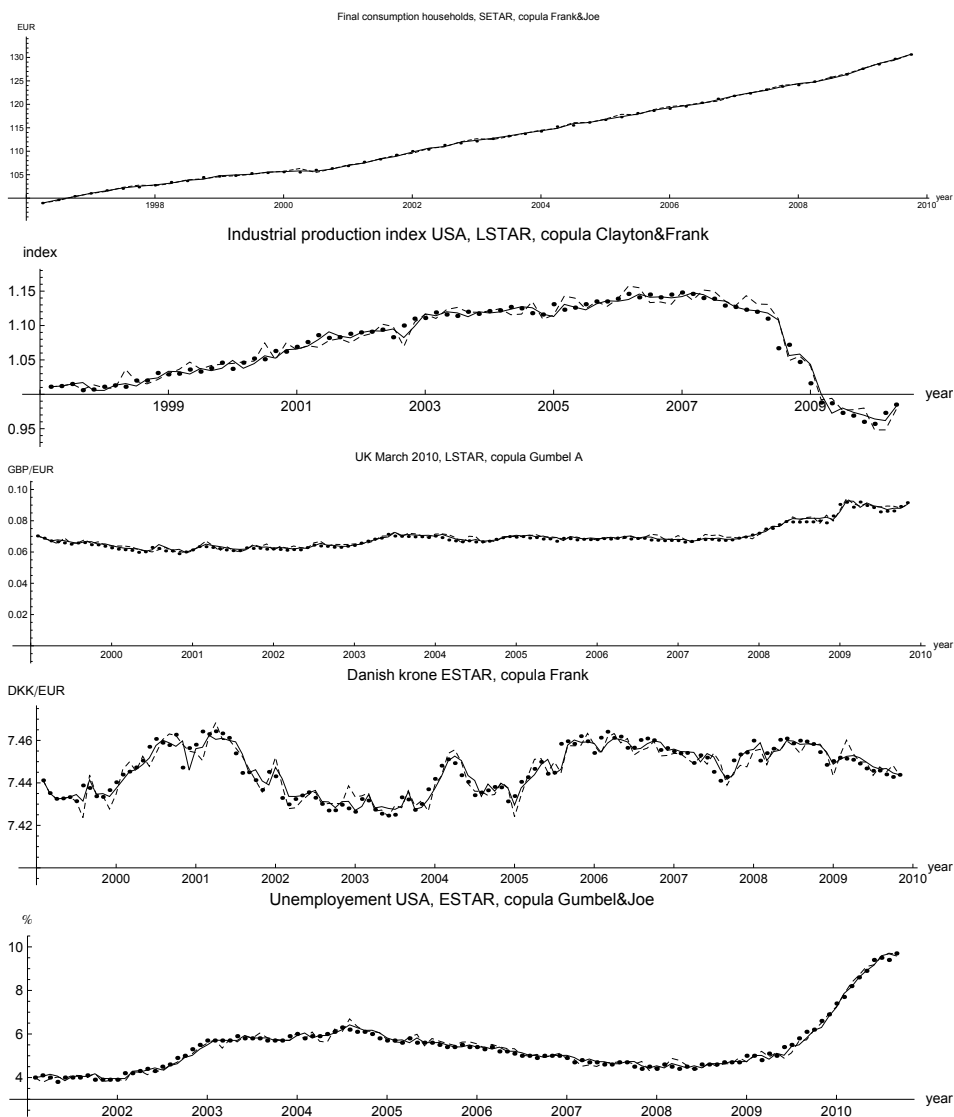 Final consumption households, SETAR, copula Frank&Joe
EUR
130
125
120
115
110
105
1998 2000 2002 2004 2006 2008 2010 year
Industrial production index USA, LSTAR, copula Clayton&Frank
index
1.15
1.10
1.05
0.95
1999 2001 2003 2005 2007 2009 year
UK March 2010, LSTAR, copula Gumbel A
GBP/EUR
0.10
0.08
0.06
0.04
0.02
2000 2001 2002 2003 2004 2005 2006 2007 2008 2009 2010 year
Danish krone ESTAR, copula Frank
DKK/EUR
7.46
7.44
7.42
2000 2001 2002 2003 2004 2005 2006 2007 2008 2009 2010 year
Unemployement USA, ESTAR, copula Gumbel&Joe
%
10
8
6
4
2002 2003 2004 2005 2006 2007 2008 2009 2010 year